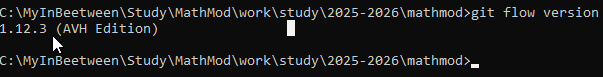 C:\MyInBeetween\Study\MathMod\work\study\2025-2026\mathmod>git flow version
1.12.3 (AVH Edition)
C:\MyInBeetween\Study\MathMod\work\study\2025-2026\mathmod>